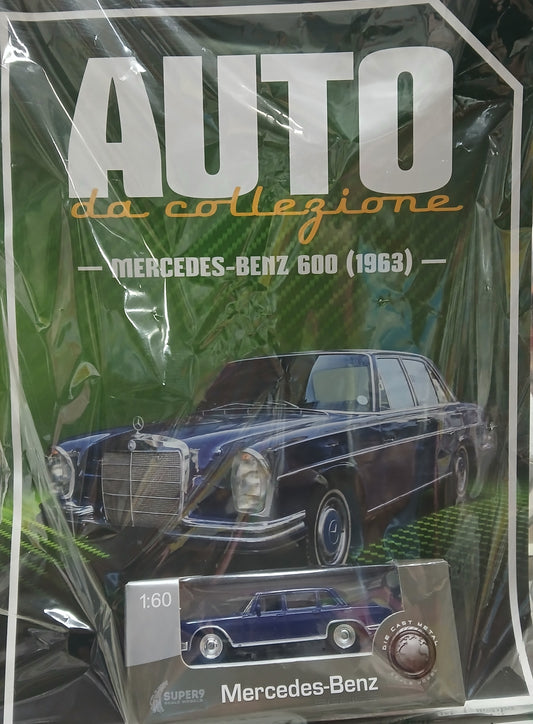 AUTO
da collezione
— MERCEDES-BENZ 600 (1963) —
1:60
DIE CAST METAL
SUPER9
Mercedes-Benz